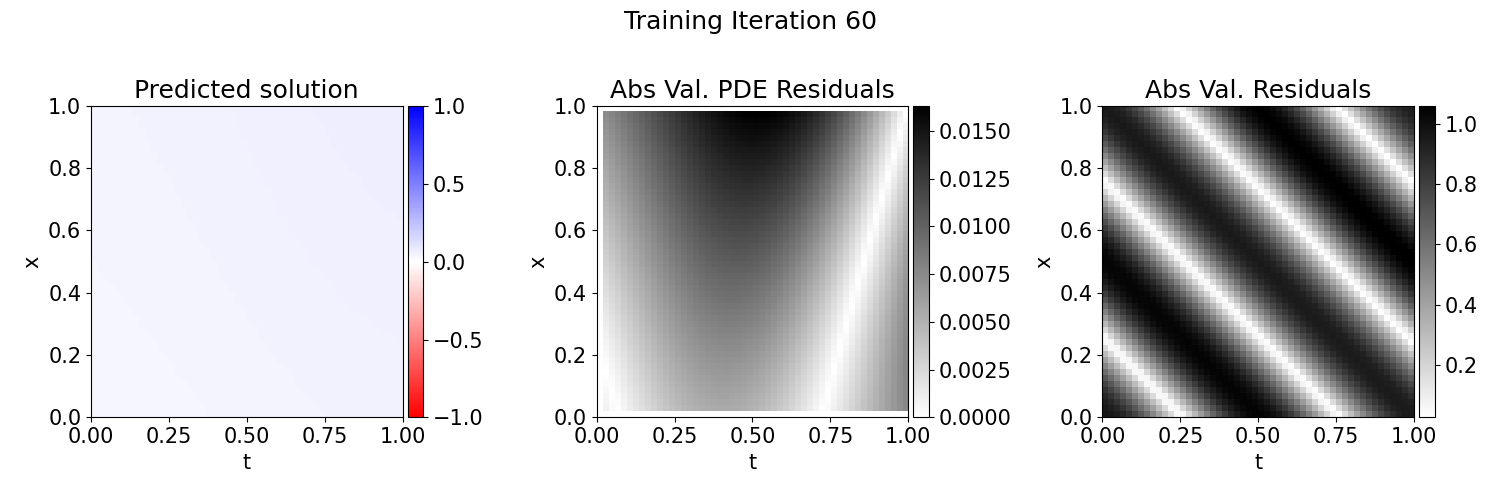 Training Iteration 60
Predicted solution
1.0
0.8
0.6
0.4
0.2
0.0
x
0.00 0.25 0.50 0.75 1.00
t
1.0
0.5
0.0
−0.5
−1.0
Abs Val. PDE Residuals
1.0
0.8
0.6
0.4
0.2
0.0
x
0.00 0.25 0.50 0.75 1.00
t
0.0150
0.0125
0.0100
0.0075
0.0050
0.0025
0.0000
Abs Val. Residuals
1.0
0.8
0.6
0.4
0.2
0.0
x
0.00 0.25 0.50 0.75 1.00
t
1.0
0.8
0.6
0.4
0.2